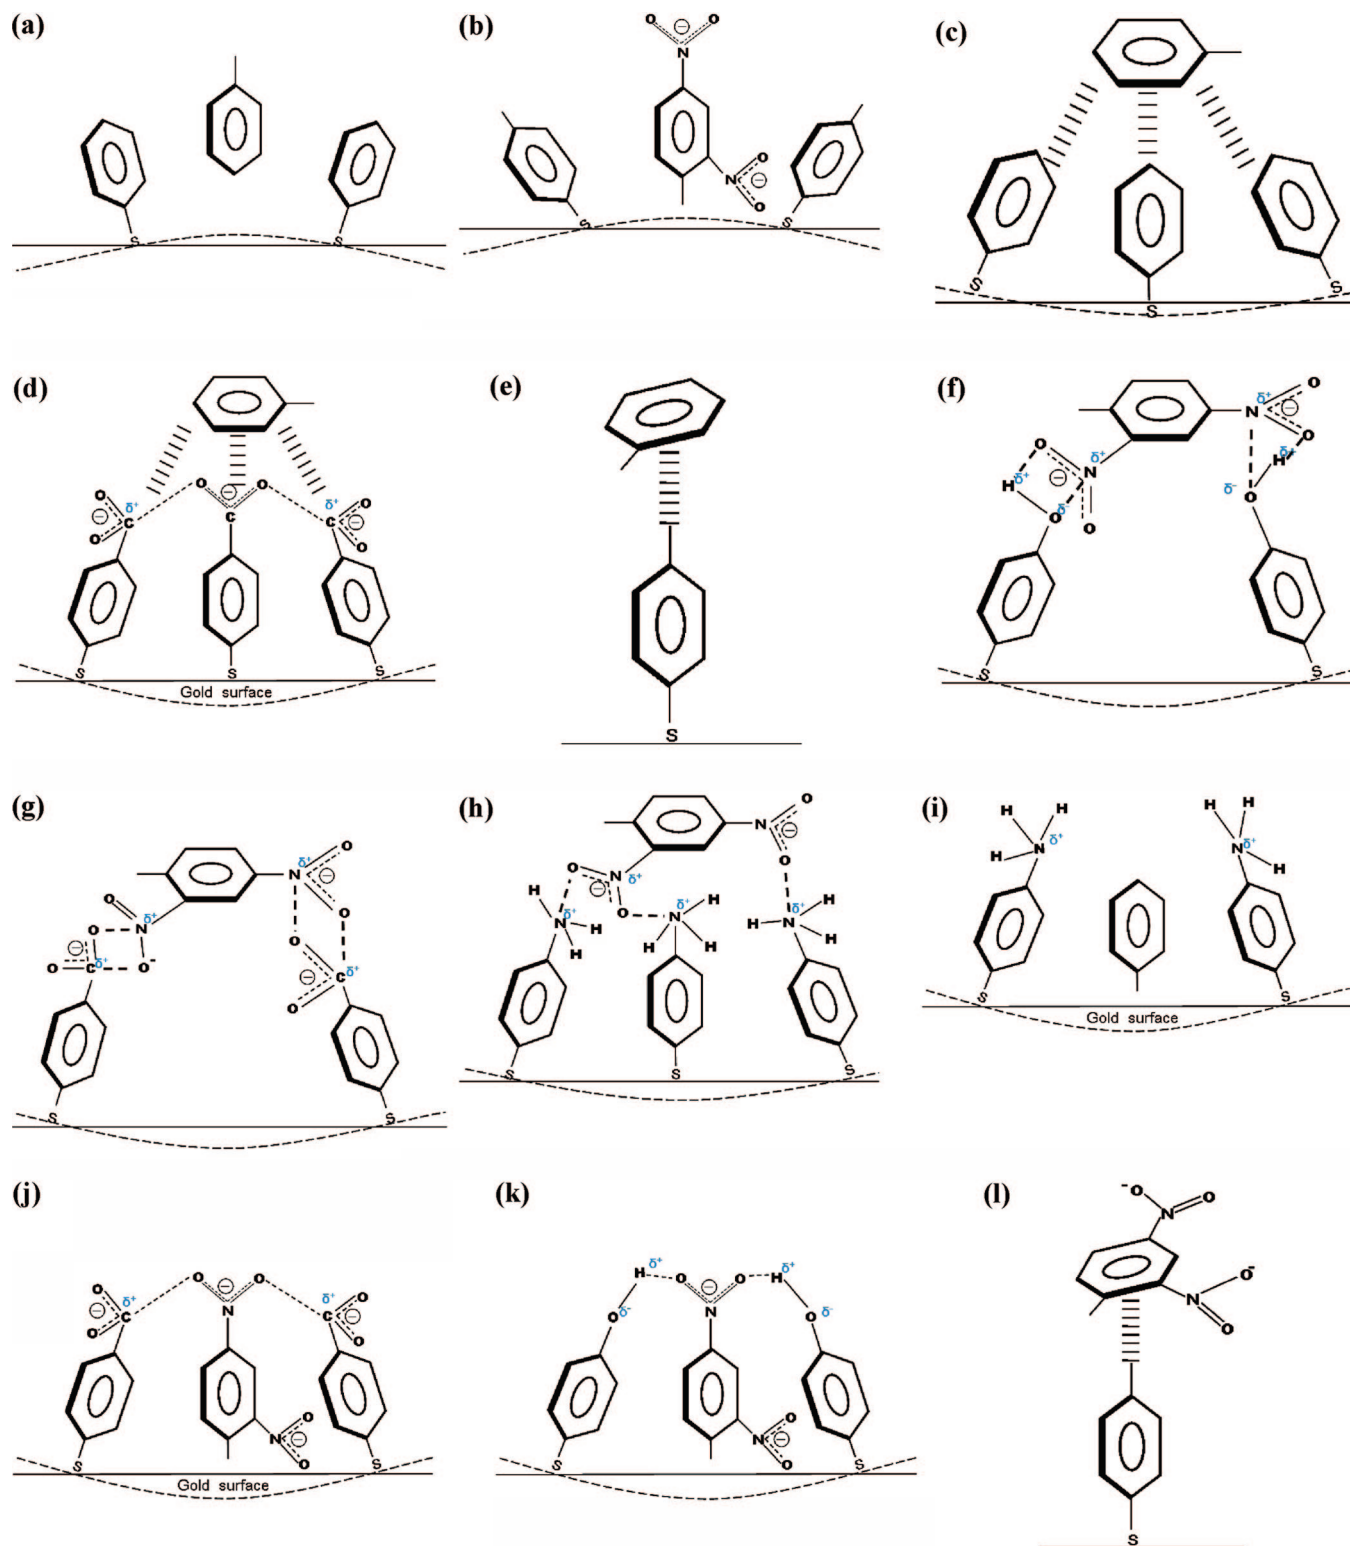 (a)
S
S
(b)
O ⊖ O
N
O
N ⊖
O
S
S
(c)
S
S
S
(d)
O ⊖ O
O δ+ δ+ O
⊖ C C C ⊖
O O
S S S
Gold surface
(e)
S
(f)
O
δ+
N ⊖
O O
δ+ δ+
H ⊖ N H
δ+ δ-
O δ- O O
S S
(g)
O
N ⊖
δ+
O O
N δ+
O O
⊖
O C δ+ O- ⊖ C δ+
O
S S
(h)
O
N ⊖
O
O N δ+
⊖
H O δ+ H δ+ H
N δ+ N H N
H H H H H H
S S S
(i)
H H H H
δ+ δ+
H N N H
S S
Gold surface
(j)
O ⊖ O
O δ+ δ+ O
⊖ C N C ⊖
O O
O
N ⊖
O
S S
Gold surface
(k)
δ+ δ+
H O ⊖ O H
O δ- N O δ-
O
N ⊖
O
S S
(l)
-O O
N
O-
N
O
S